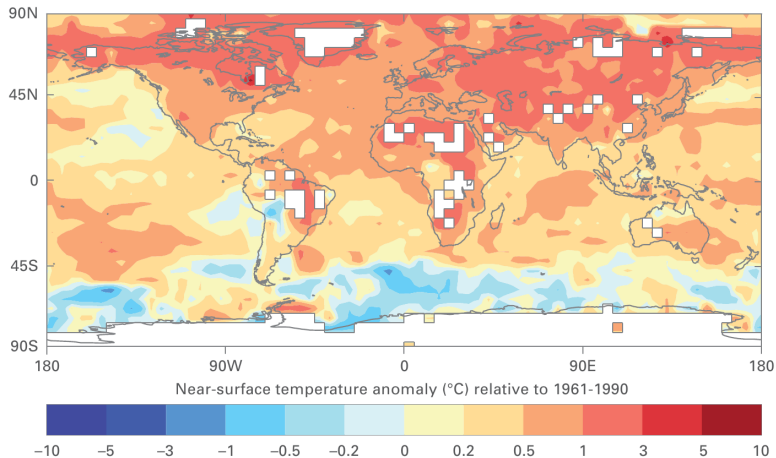 90N
45N
0
45S
90S
180 90W 0 90E 180
Near-surface temperature anomaly (°C) relative to 1961-1990
−10 −5 −3 −1 −0.5 −0.2 0 0.2 0.5 1 3 5 10